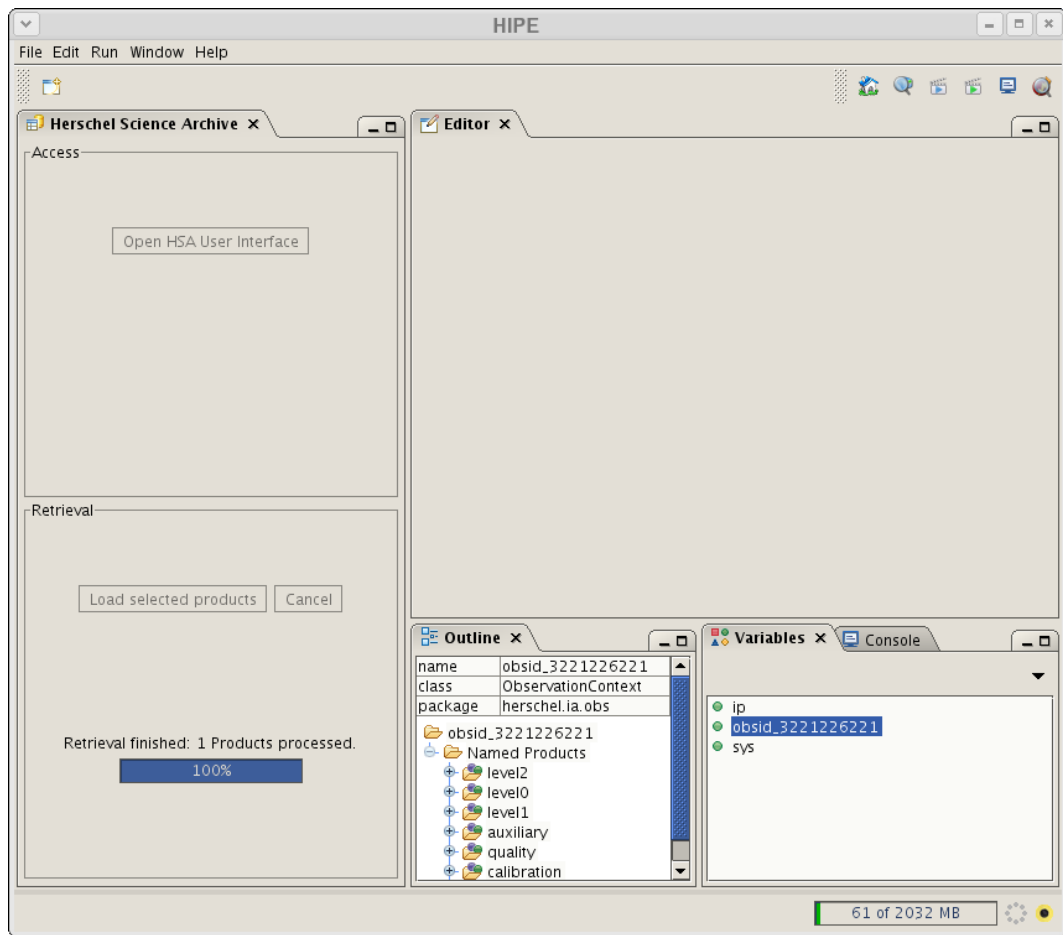 HIPE
File Edit Run Window Help
Herschel Science Archive
Access
Open HSA User Interface
Retrieval
Load selected products Cancel
Retrieval finished: 1 Products processed.
100%
Editor
Outline
name obsid_3221226221
class ObservationContext
package herschel.ia.obs
obsid_3221226221
Named Products
level2
level0
level1
auxiliary
quality
calibration
Variables Console
ip
obsid_3221226221
sys
61 of 2032 MB